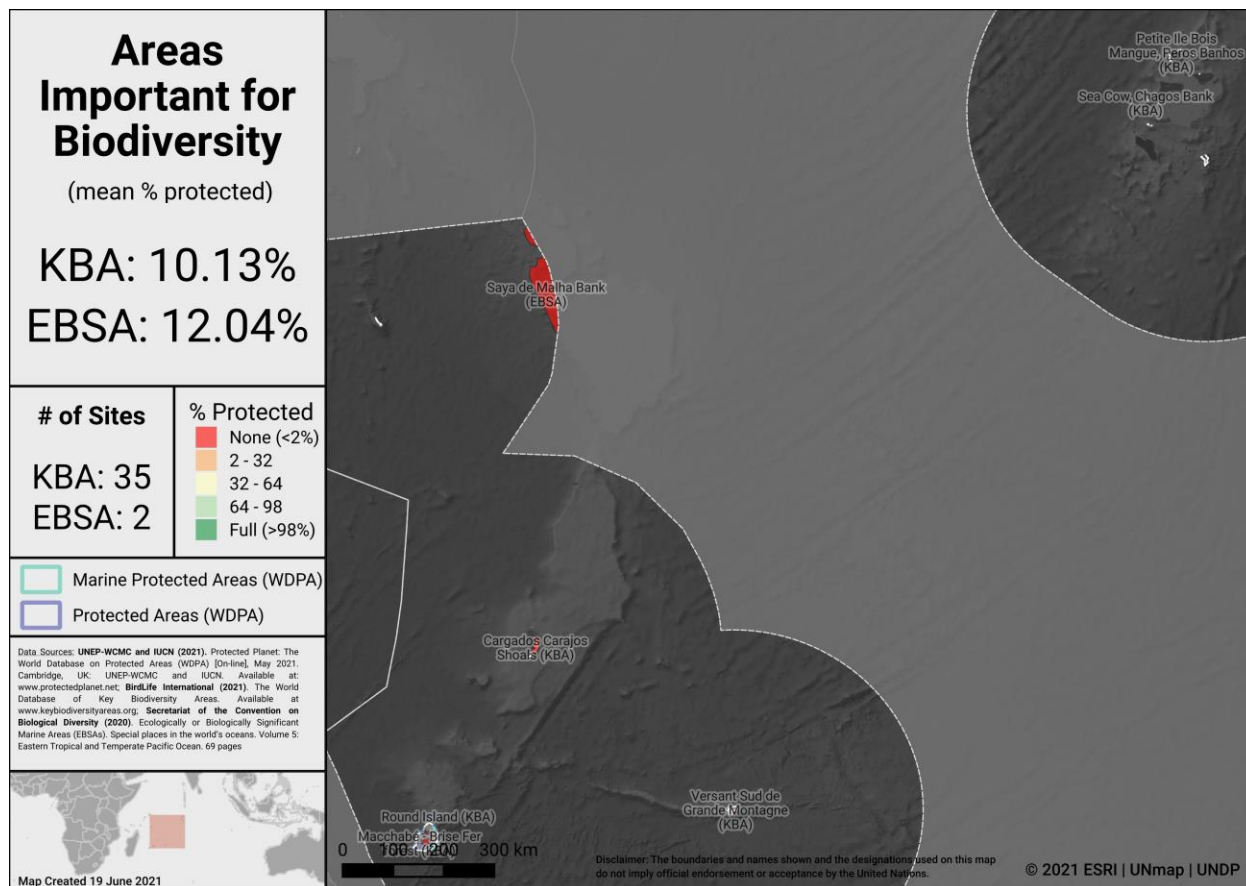 Areas
Important for
Biodiversity
(mean % protected)
KBA: 10.13%
EBSA: 12.04%
# of Sites
KBA: 35
EBSA: 2
% Protected
None (<2%)
2 - 32
32 - 64
64 - 98
Full (>98%)
Marine Protected Areas (WDPA)
Protected Areas (WDPA)
Data Sources: UNEP-WCMC and IUCN (2021). Protected Planet: The
World Database on Protected Areas (WDPA) [On-line], May 2021.
Cambridge, UK: UNEP-WCMC and IUCN. Available at:
www.protectedplanet.net; BirdLife International (2021). The World
Database of Key Biodiversity Areas. Available at
www.keybiodiversityareas.org; Secretariat of the Convention on
Biological Diversity (2020). Ecologically or Biologically Significant
Marine Areas (EBSAs). Special places in the world's oceans. Volume 5:
Eastern Tropical and Temperate Pacific Ocean. 69 pages
Map Created 19 June 2021
Petite Ile Bois
Mangue, Peros Banhos
(KBA)
Sea Cow, Chagos Bank
(KBA)
Saya de Malha Bank
(EBSA)
Cargados Carajos
Shoals (KBA)
Versant Sud de
Grande Montagne
(KBA)
Round Island (KBA)
Macchabé - Brise Fer
Forest (KBA)
0 100 200 300 km
Disclaimer: The boundaries and names shown and the designations used on this map
do not imply official endorsement or acceptance by the United Nations.
© 2021 ESRI | UNmap | UNDP